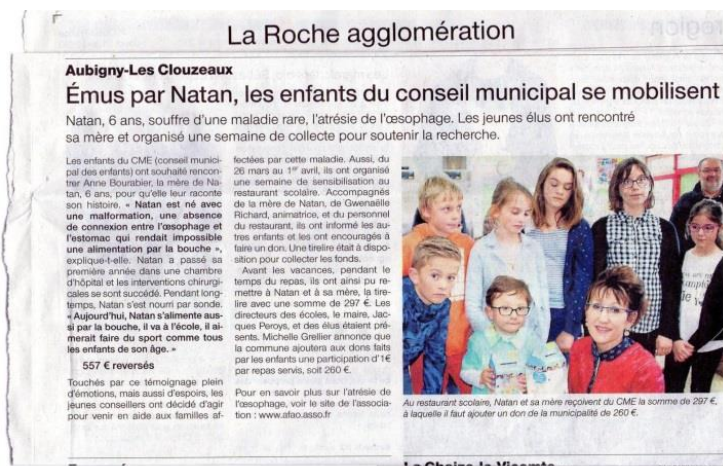 La Roche agglomération
Aubigny-Les Clouzeaux
Émus par Natan, les enfants du conseil municipal se mobilisent
Natan, 6 ans, souffre d'une maladie rare, l'atrésie de l'œsophage. Les jeunes élus ont rencontré
sa mère et organisé une semaine de collecte pour soutenir la recherche.
Les enfants du CME (conseil munici-
pal des enfants) ont souhaité rencon-
trer Anne Bourabier, la mère de Na-
tan, 6 ans, pour qu'elle leur raconte
son histoire. « Natan est né avec
une malformation, une absence
de connexion entre l'œsophage et
l'estomac qui rendait impossible
une alimentation par la bouche »,
explique-t-elle. Natan a passé sa
première année dans une chambre
d'hôpital et les interventions chirurgi-
cales se sont succédé. Pendant long-
temps, Natan s'est nourri par sonde.
« Aujourd'hui, Natan s'alimente aus-
si par la bouche, il va à l'école, il ai-
merait faire du sport comme tous
les enfants de son âge. »
557 € reversés
Touchés par ce témoignage plein
d'émotions, mais aussi d'espoirs, les
jeunes conseillers ont décidé d'agir
pour venir en aide aux familles af-
fectées par cette maladie. Aussi, du
26 mars au 1er avril, ils ont organisé
une semaine de sensibilisation au
restaurant scolaire. Accompagnés
de la mère de Natan, de Gwenaëlle
Richard, animatrice, et du personnel
du restaurant, ils ont informé les au-
tres enfants et les ont encouragés à
faire un don. Une tirelire était à dispo-
sition pour collecter les fonds.
Avant les vacances, pendant le
temps du repas, ils ont ainsi pu re-
mettre à Natan et à sa mère, la tire-
lire avec une somme de 297 €. Les
directeurs des écoles, le maire, Jac-
ques Peroys, et des élus étaient pré-
sents. Michelle Grellier annonce que
la commune ajoutera aux dons faits
par les enfants une participation d'1€
par repas servis, soit 260 €.
Pour en savoir plus sur l'atrésie de
l'œsophage, voir le site de l'associa-
tion : www.afao.asso.fr
Au restaurant scolaire, Natan et sa mère reçoivent du CME la somme de 297 €,
à laquelle il faut ajouter un don de la municipalité de 260 €.